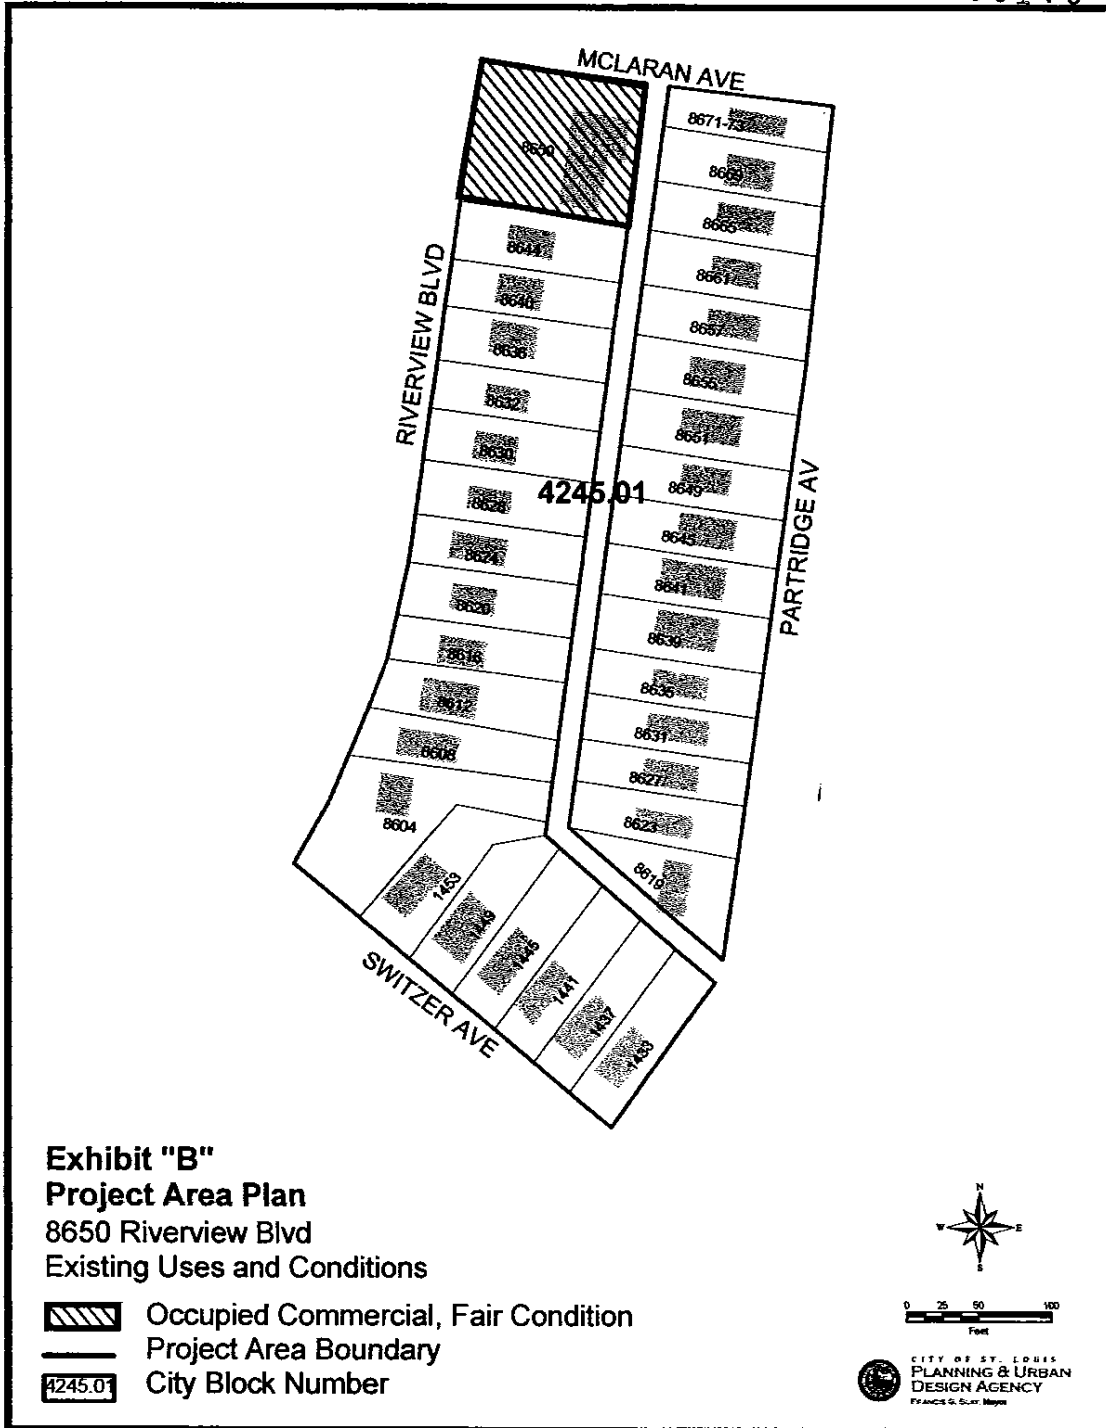 MCLARAN AVE
8671-73
8650
8669
8665
8644
RIVERVIEW BLVD
8661
8640
8657
8636
8655
8632
8651
8630
4245.01
8649
8628
8645
PARTRIDGE AV
8624
8641
8620
8639
8616
8635
8612
8631
8608
8627
8604
8623
8619
1453
1449
1445
1441
1437
1433
SWITZER AVE
Exhibit "B"
Project Area Plan
8650 Riverview Blvd
Existing Uses and Conditions
Occupied Commercial, Fair Condition
Project Area Boundary
4245.01 City Block Number
N
W E
S
0 25 50 100
Feet
CITY OF ST. LOUIS
PLANNING & URBAN
DESIGN AGENCY
Francis G. Slay, Mayor